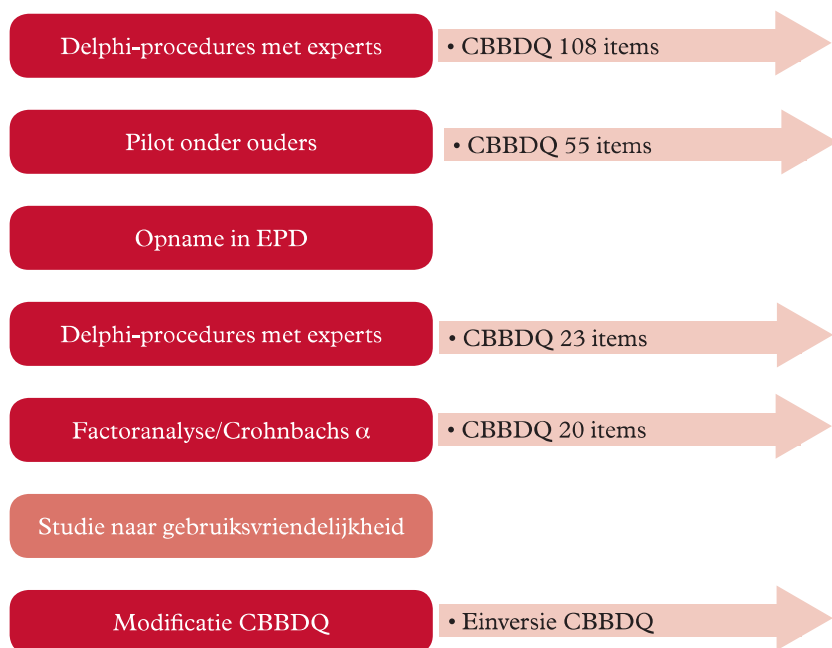 Delphi-procedures met experts
• CBBDQ 108 items
Pilot onder ouders
• CBBDQ 55 items
Opname in EPD
Delphi-procedures met experts
• CBBDQ 23 items
Factoranalyse/Crohnbachs α
• CBBDQ 20 items
Studie naar gebruiksvriendelijkheid
Modificatie CBBDQ
• Einversie CBBDQ